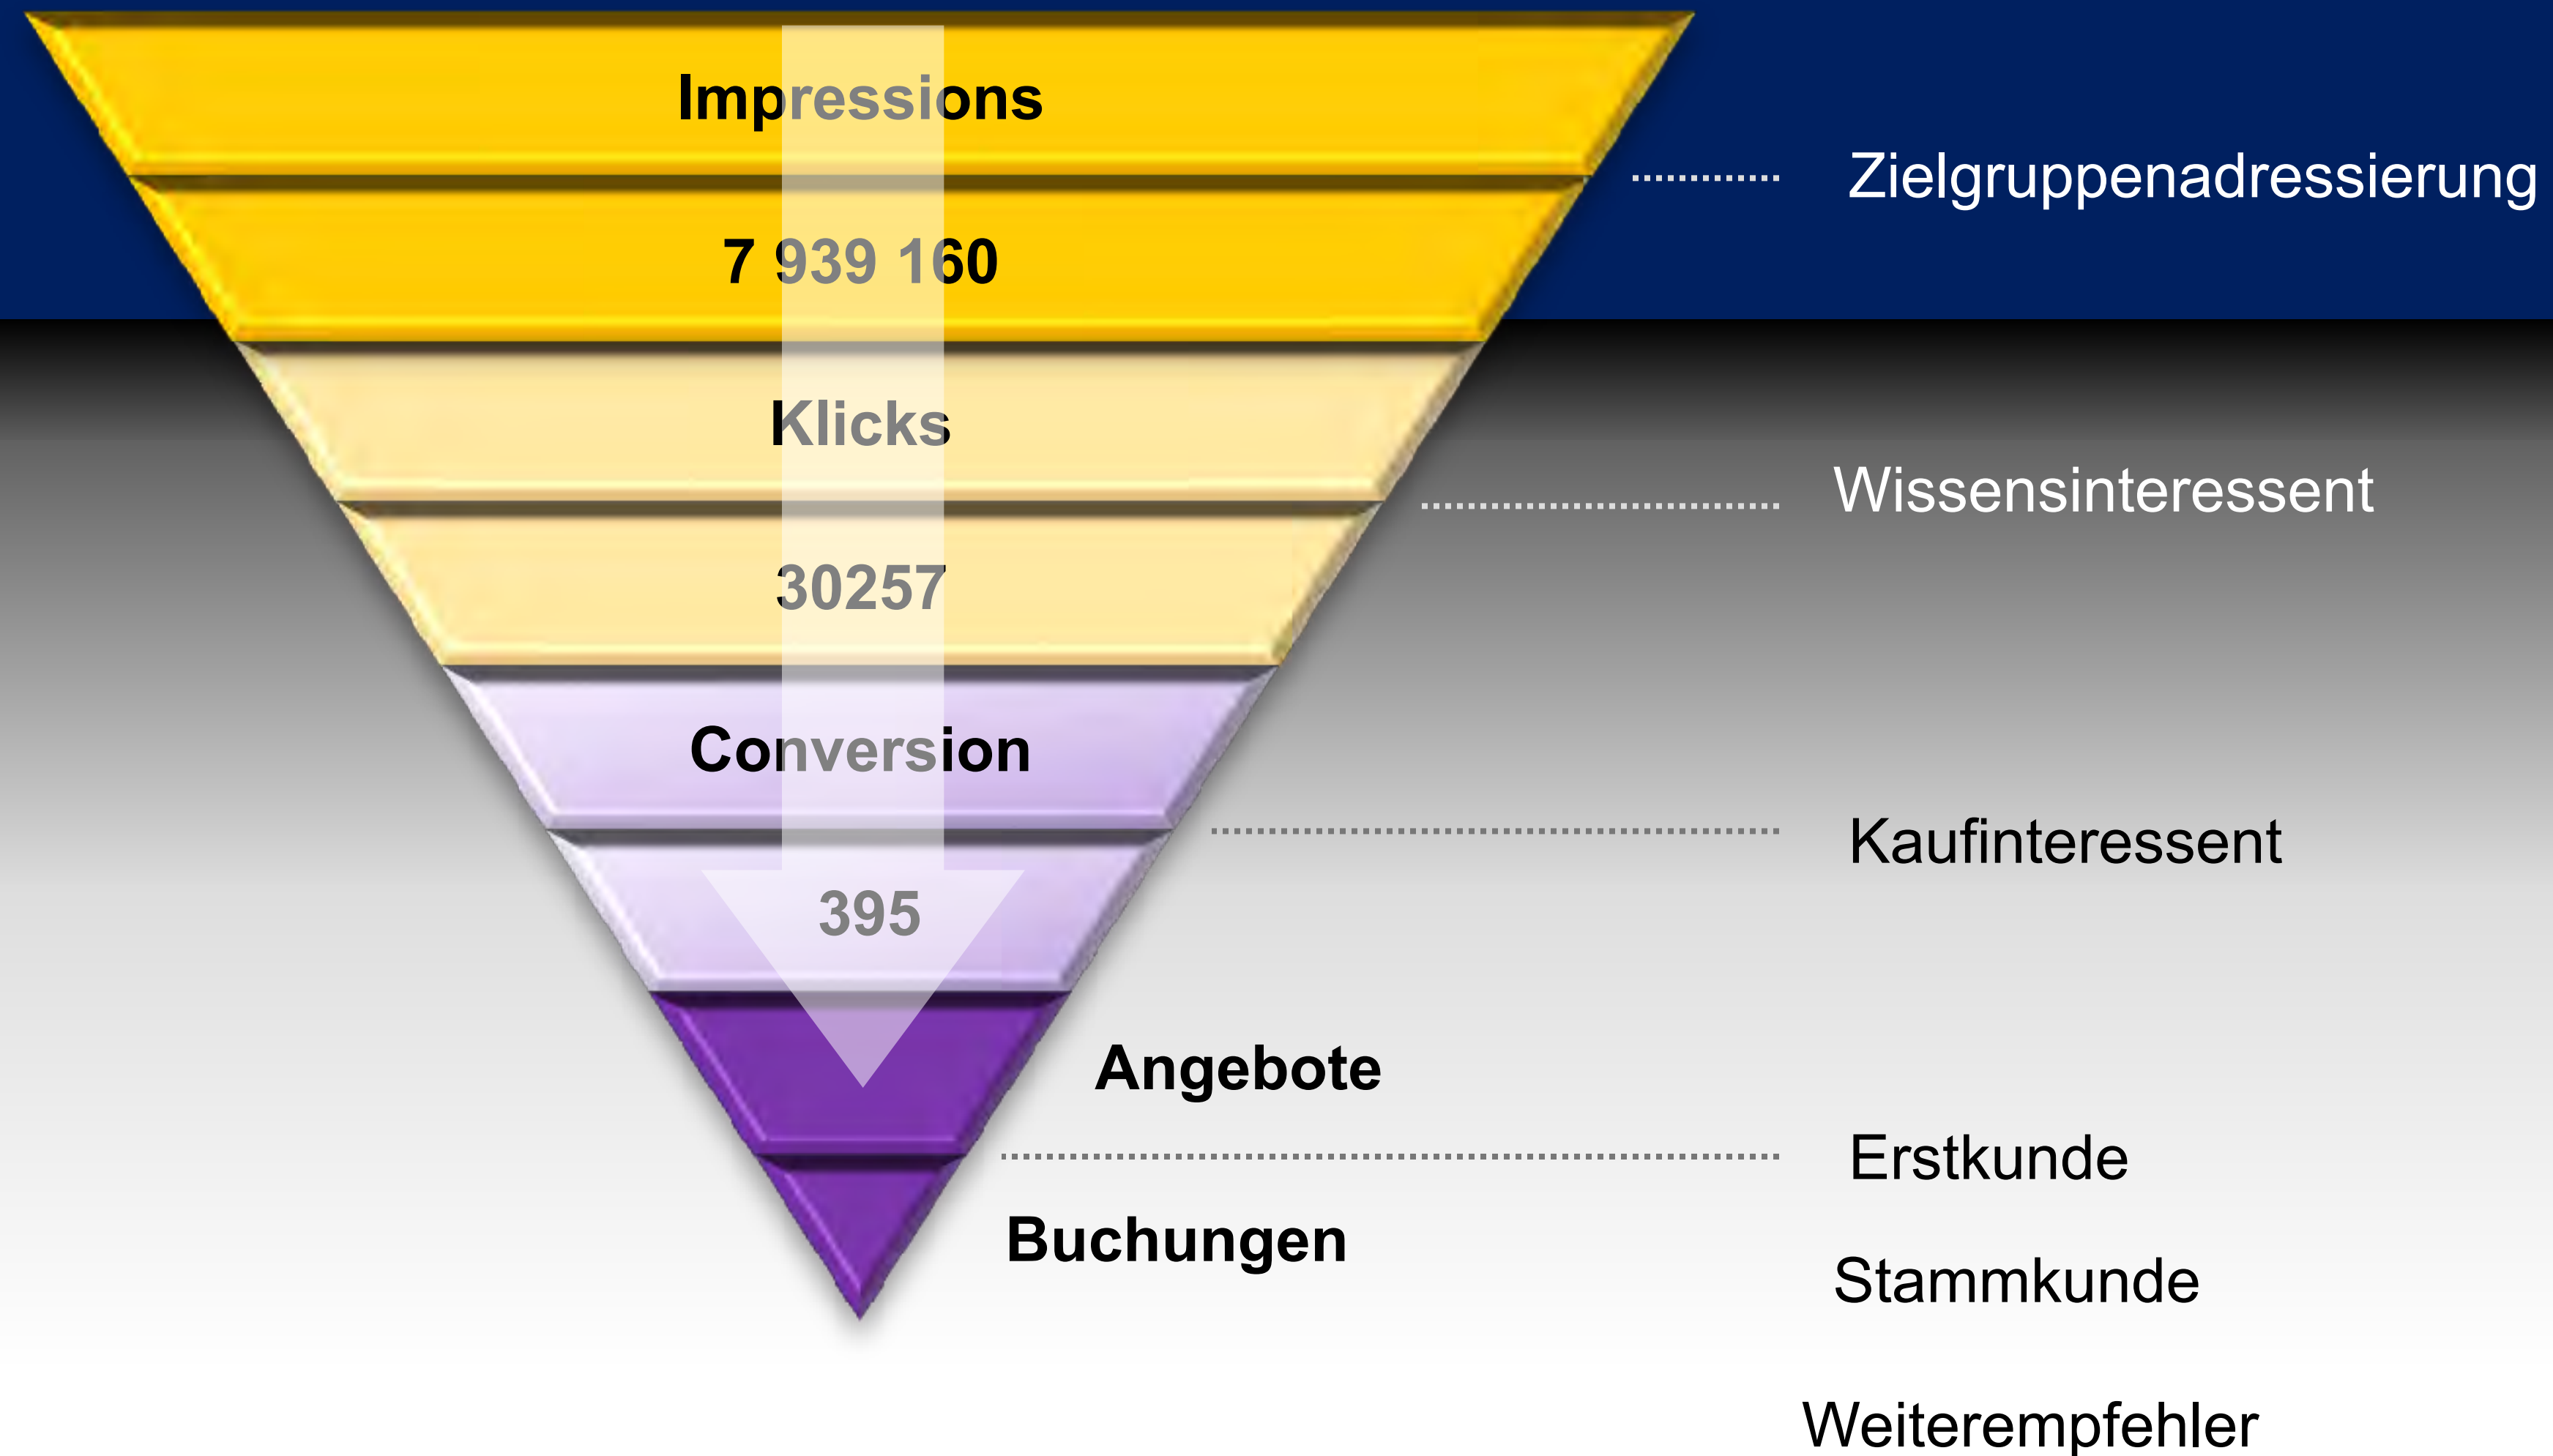 Impressions
Zielgruppenadressierung
7 939 160
Klicks
Wissensinteressent
30257
Conversion
Kaufinteressent
395
Angebote
Erstkunde
Buchungen
Stammkunde
Weiterempfehler